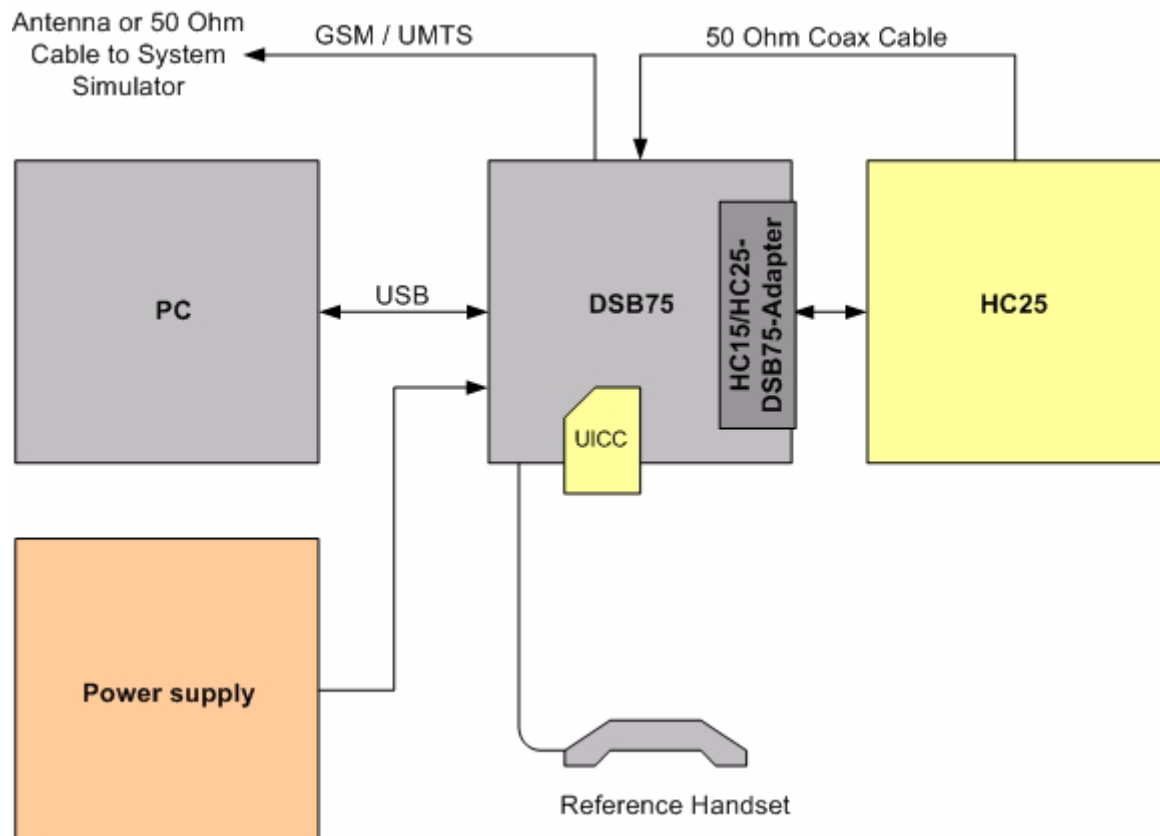 Antenna or 50 Ohm
Cable to System
Simulator
GSM / UMTS
50 Ohm Coax Cable
PC
USB
DSB75
HC15/HC25-
DSB75-Adapter
HC25
UICC
Power supply
Reference Handset